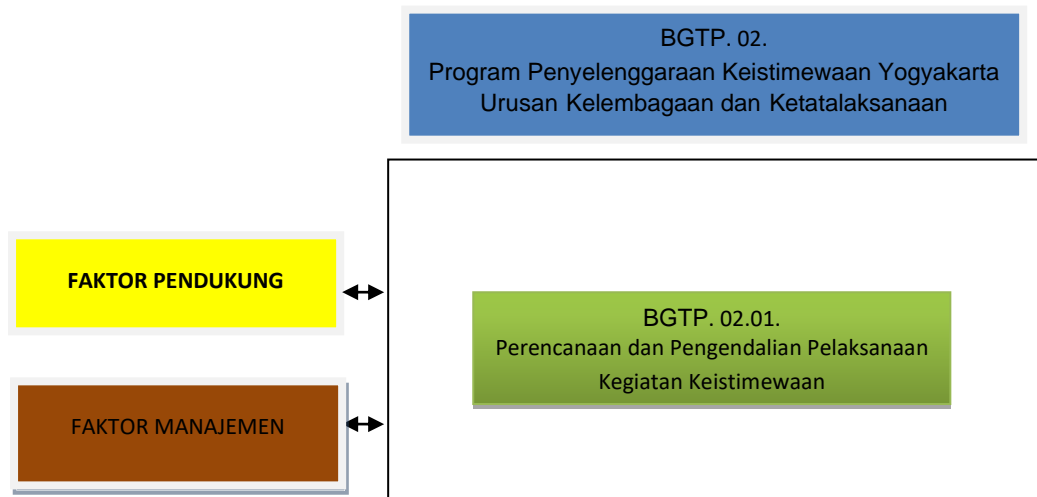 BGTP. 02.
Program Penyelenggaraan Keistimewaan Yogyakarta
Urusan Kelembagaan dan Ketatalaksanaan
FAKTOR PENDUKUNG
BGTP. 02.01.
Perencanaan dan Pengendalian Pelaksanaan
Kegiatan Keistimewaan
FAKTOR MANAJEMEN